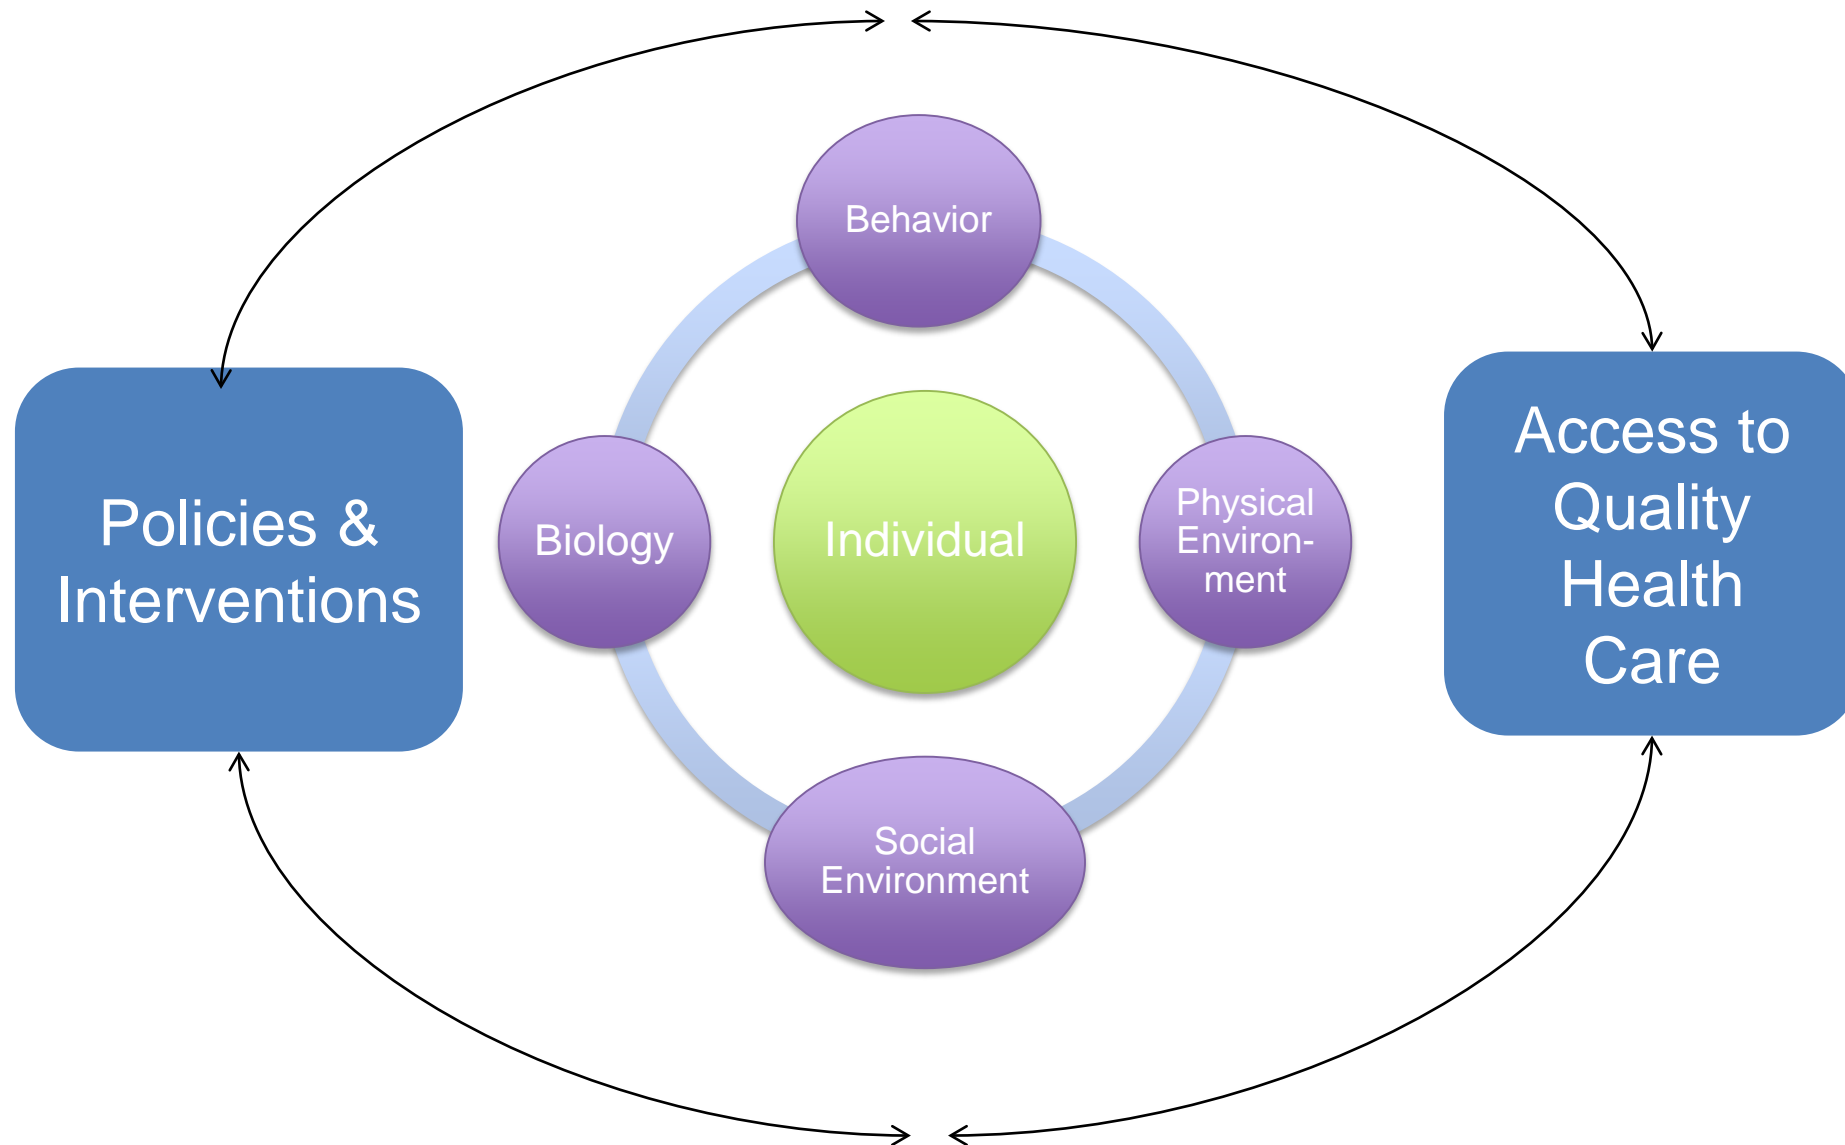 Behavior
Policies &
Interventions
Biology
Individual
Physical
Environ-
ment
Access to
Quality
Health
Care
Social
Environment